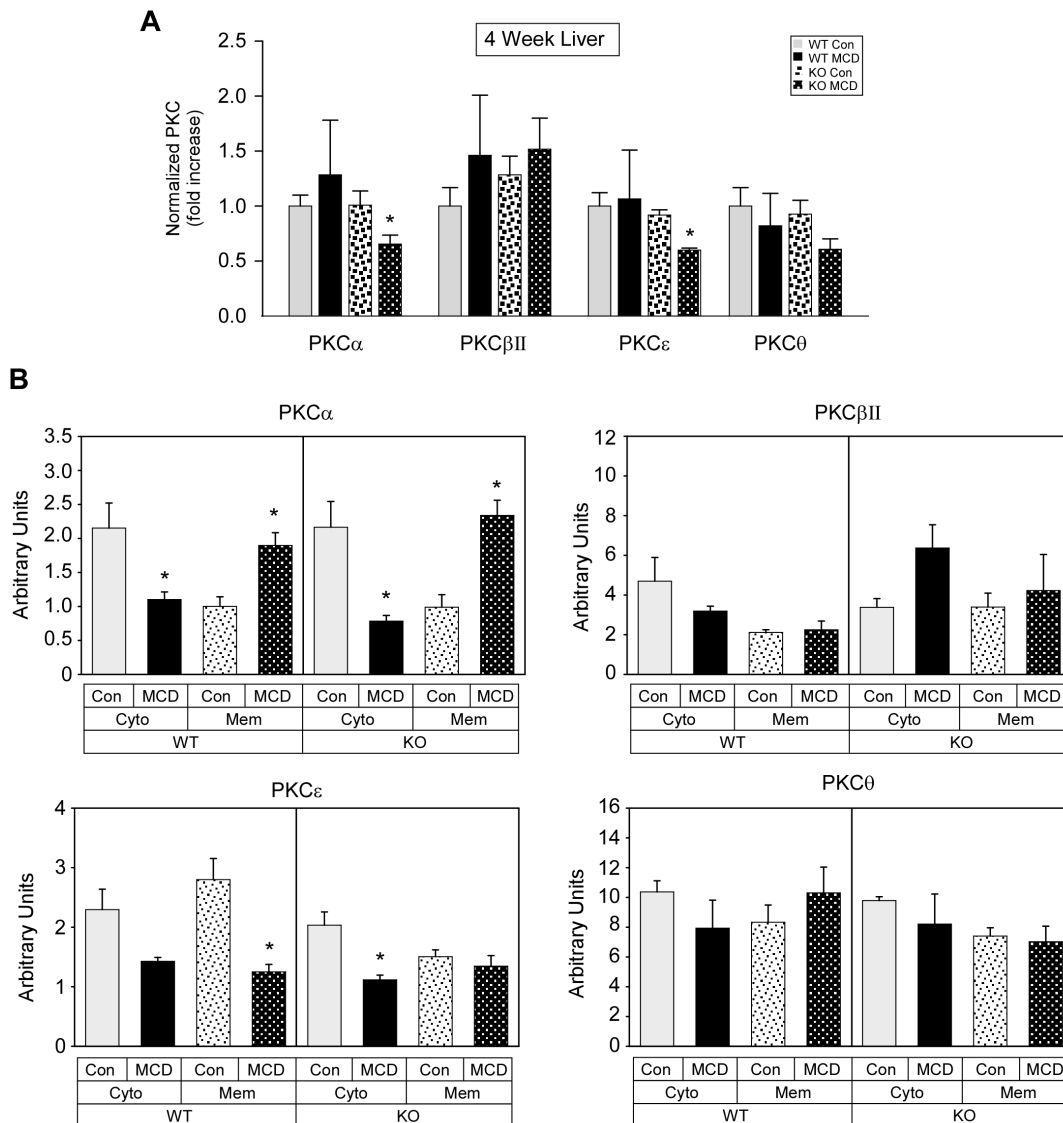 A
4 Week Liver
WT Con
WT MCD
KO Con
KO MCD
Normalized PKC
(fold increase)
2.5
2.0
1.5
1.0
0.5
0.0
* *
PKCα PKCβII PKCε PKCθ
B
PKCα
Arbitrary Units
3.5
3.0
2.5
2.0
1.5
1.0
0.5
0
* * * *
Con MCD Con MCD Con MCD Con MCD
Cyto Mem Cyto Mem
WT KO
PKCβII
Arbitrary Units
12
10
8
6
4
2
0
Con MCD Con MCD Con MCD Con MCD
Cyto Mem Cyto Mem
WT KO
PKCε
Arbitrary Units
4
3
2
1
0
* *
Con MCD Con MCD Con MCD Con MCD
Cyto Mem Cyto Mem
WT KO
PKCθ
Arbitrary Units
16
14
12
10
8
6
4
2
0
Con MCD Con MCD Con MCD Con MCD
Cyto Mem Cyto Mem
WT KO